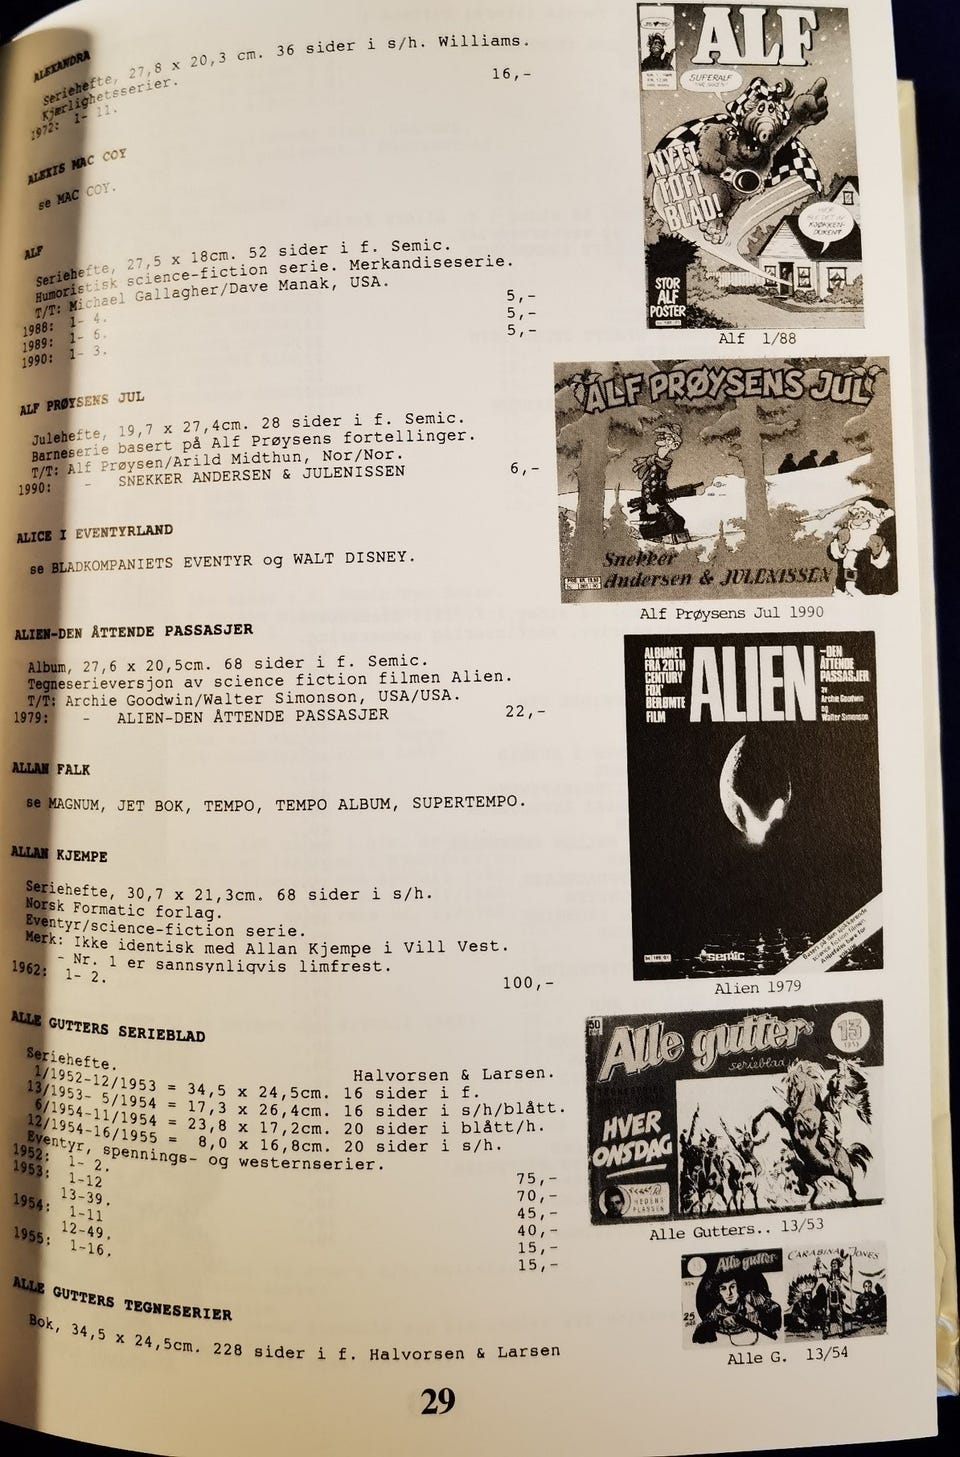 ALEXANDRA
Seriehefte, 27,8 x 20,3 cm. 36 sider i s/h. Williams.
Kjærlighetsserier.
1972: 1- 11. 16,-
ALEXIS MAC COY
se MAC COY.
ALF
Seriehefte, 27,5 x 18cm. 52 sider i f. Semic.
Humoristisk science-fiction serie. Merkandiseserie.
T/T: Michael Gallagher/Dave Manak, USA.
1988: 1- 4. 5,-
1989: 1- 6. 5,-
1990: 1- 3. 5,-
ALF PRØYSENS JUL
Julehefte, 19,7 x 27,4cm. 28 sider i f. Semic.
Barneserie basert på Alf Prøysens fortellinger.
T/T: Alf Prøysen/Arild Midthun, Nor/Nor.
1990: - SNEKKER ANDERSEN & JULENISSEN 6,-
ALICE I EVENTYRLAND
se BLADKOMPANIETS EVENTYR og WALT DISNEY.
ALIEN-DEN ÅTTENDE PASSASJER
Album, 27,6 x 20,5cm. 68 sider i f. Semic.
Tegneserieversjon av science fiction filmen Alien.
T/T: Archie Goodwin/Walter Simonson, USA/USA.
1979: - ALIEN-DEN ÅTTENDE PASSASJER 22,-
ALLAN FALK
se MAGNUM, JET BOK, TEMPO, TEMPO ALBUM, SUPERTEMPO.
ALLAN KJEMPE
Seriehefte, 30,7 x 21,3cm. 68 sider i s/h.
Norsk Formatic forlag.
Eventyr/science-fiction serie.
Merk: Ikke identisk med Allan Kjempe i Vill Vest.
- Nr. 1 er sannsynliqvis limfrest.
1962: 1- 2. 100,-
ALLE GUTTERS SERIEBLAD
Seriehefte. Halvorsen & Larsen.
1/1952-12/1953 = 34,5 x 24,5cm. 16 sider i f.
13/1953- 5/1954 = 17,3 x 26,4cm. 16 sider i s/h/blått.
6/1954-11/1954 = 23,8 x 17,2cm. 20 sider i blått/h.
12/1954-16/1955 = 8,0 x 16,8cm. 20 sider i s/h.
Eventyr, spennings- og westernserier.
1952: 1- 2. 75,-
1953: 1-12 70,-
13-39. 45,-
1954: 1-11 40,-
12-49. 15,-
1955: 1-16. 15,-
ALLE GUTTERS TEGNESERIER
Bok, 34,5 x 24,5cm. 228 sider i f. Halvorsen & Larsen
29
ALF
SUPERALF
NYTT
TØFT
BLAD!
STOR
ALF
POSTER
Alf 1/88
ALF PRØYSENS JUL
Snekker
Andersen & JULENISSEN
Alf Prøysens Jul 1990
ALBUMET
FRA 20TH
CENTURY
FOX'
BERØMTE
FILM
ALIEN
-DEN
ÅTTENDE
PASSASJER
av
Archie Goodwin
og
Walter Simonson
semic
Alien 1979
50
Alle gutters
serieblad
13
1953
HVER
ONSDAG
Alle Gutters.. 13/53
Alle gutters
25
CARABINA JONES
Alle G. 13/54